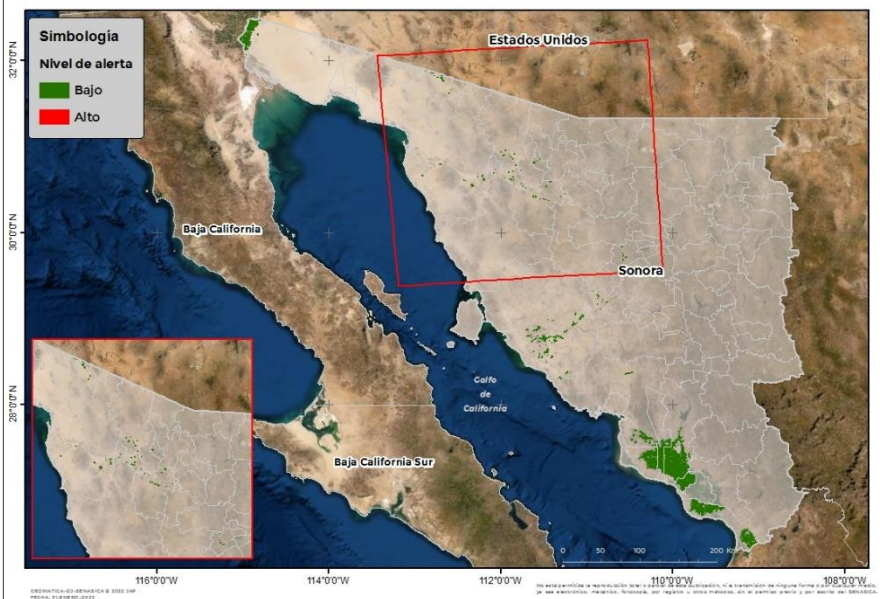 Simbología
Nivel de alerta
Bajo
Alto
Estados Unidos
Baja California
Sonora
Golfo
de
California
Baja California Sur
32°0'0"N
30°0'0"N
28°0'0"N
0 50 100 200 Km
116°0'0"W 114°0'0"W 112°0'0"W 110°0'0"W 108°0'0"W